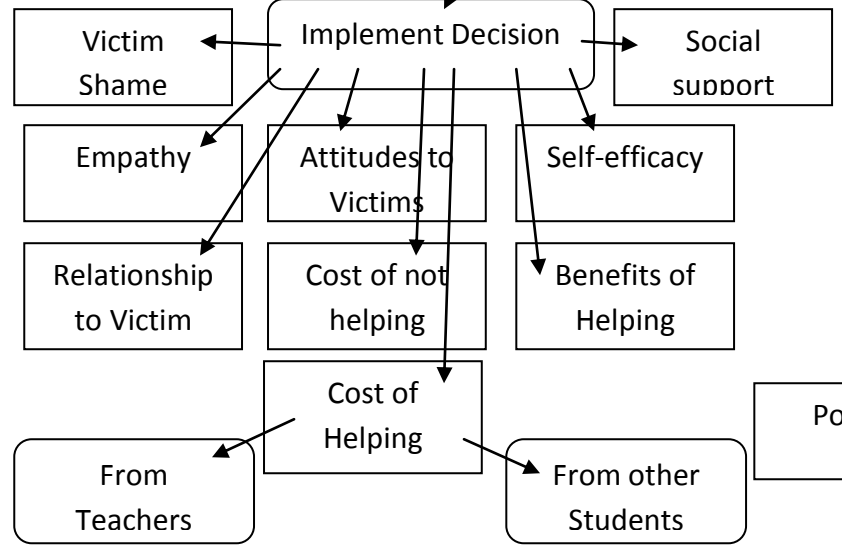 Victim
Shame
Implement Decision
Social
support
Empathy
Attitudes to
Victims
Self-efficacy
Relationship
to Victim
Cost of not
helping
Benefits of
Helping
Cost of
Helping
From
Teachers
From other
Students